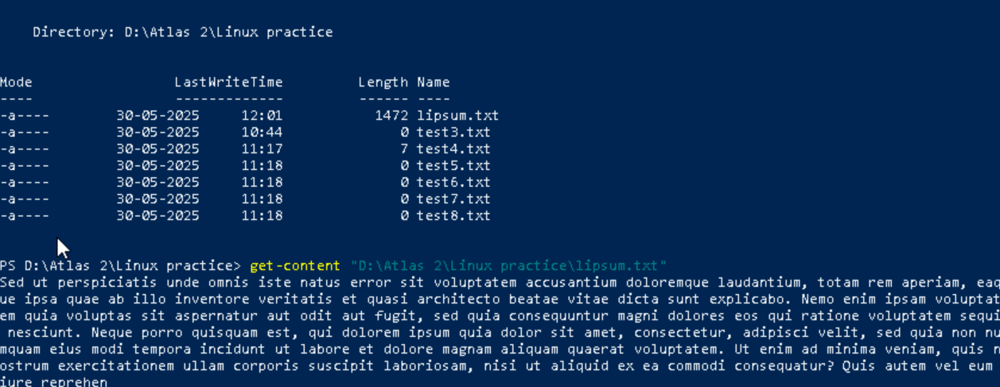 Directory: D:\Atlas 2\Linux practice
Mode LastWriteTime Length Name
---- ------------- ------ ----
-a---- 30-05-2025 12:01 1472 lipsum.txt
-a---- 30-05-2025 10:44 0 test3.txt
-a---- 30-05-2025 11:17 7 test4.txt
-a---- 30-05-2025 11:18 0 test5.txt
-a---- 30-05-2025 11:18 0 test6.txt
-a---- 30-05-2025 11:18 0 test7.txt
-a---- 30-05-2025 11:18 0 test8.txt
PS D:\Atlas 2\Linux practice> get-content "D:\Atlas 2\Linux practice\lipsum.txt"
Sed ut perspiciatis unde omnis iste natus error sit voluptatem accusantium doloremque laudantium, totam rem aperiam, eaq
ue ipsa quae ab illo inventore veritatis et quasi architecto beatae vitae dicta sunt explicabo. Nemo enim ipsam voluptat
em quia voluptas sit aspernatur aut odit aut fugit, sed quia consequuntur magni dolores eos qui ratione voluptatem sequi
nesciunt. Neque porro quisquam est, qui dolorem ipsum quia dolor sit amet, consectetur, adipisci velit, sed quia non nu
mquam eius modi tempora incidunt ut labore et dolore magnam aliquam quaerat voluptatem. Ut enim ad minima veniam, quis n
ostrum exercitationem ullam corporis suscipit laboriosam, nisi ut aliquid ex ea commodi consequatur? Quis autem vel eum
iure reprehen